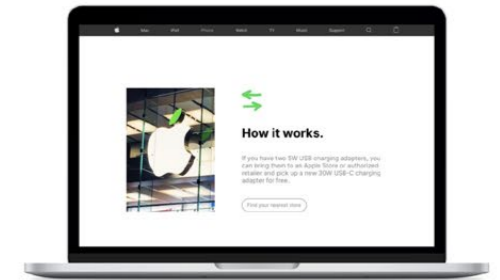 Mac
iPad
iPhone
Watch
TV
Music
Support
How it works.
If you have two 5W USB charging adapters, you
can bring them to an Apple Store or authorized
retailer and pick up a new 30W USB-C charging
adapter for free.
Find your nearest store